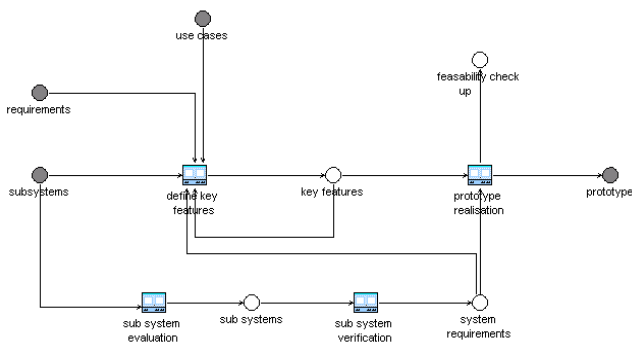 use cases
feasability check
up
requirements
subsystems
define key
features
key features
prototype
realisation
prototype
sub system
evaluation
sub systems
sub system
verification
system
requirements